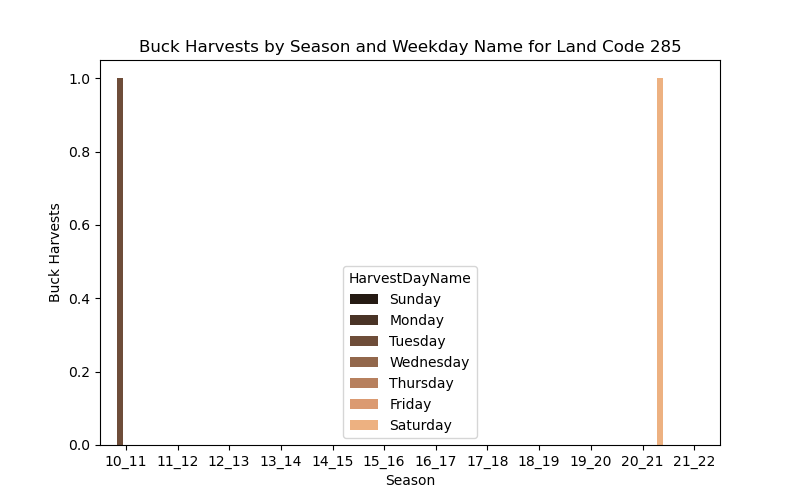 Buck Harvests by Season and Weekday Name for Land Code 285
1.0
0.8
0.6
0.4
0.2
0.0
Buck Harvests
HarvestDayName
Sunday
Monday
Tuesday
Wednesday
Thursday
Friday
Saturday
10_11 11_12 12_13 13_14 14_15 15_16 16_17 17_18 18_19 19_20 20_21 21_22
Season